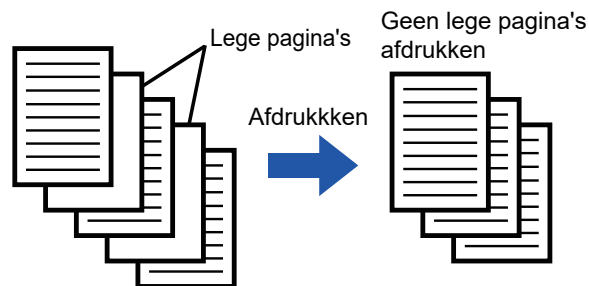 Lege pagina's
Geen lege pagina's
afdrukken
Afdrukkken